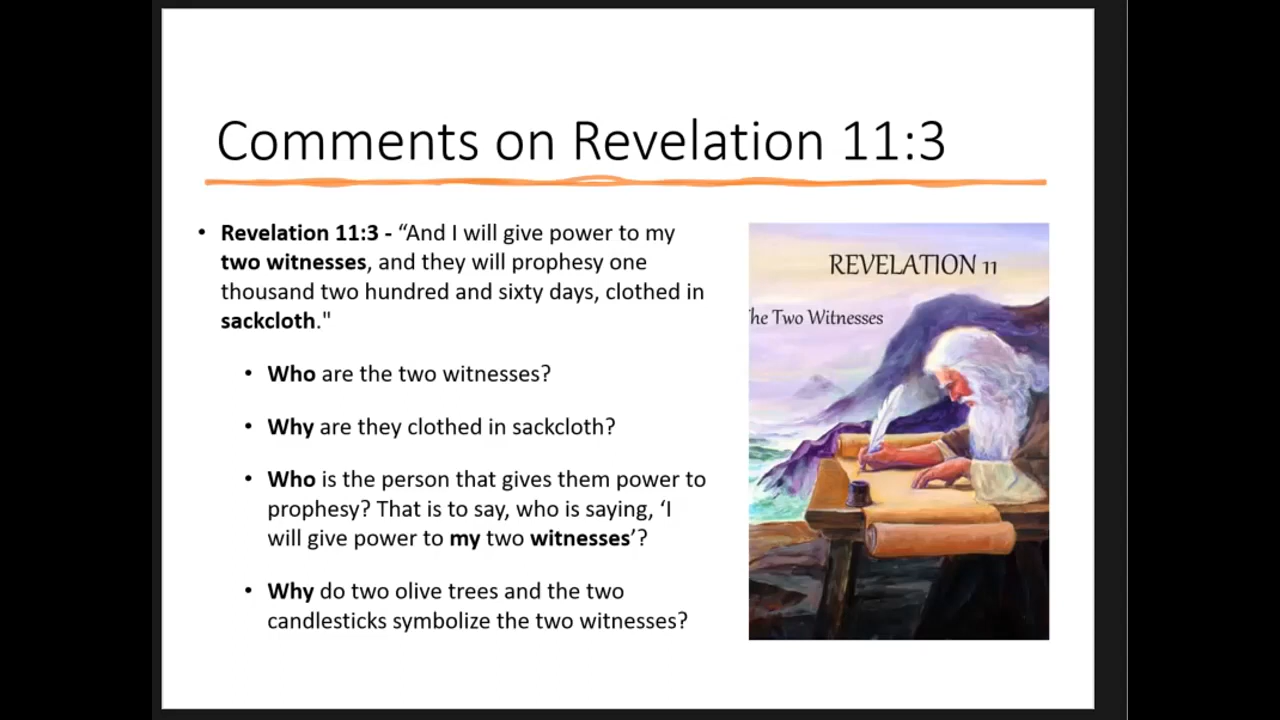 Comments on Revelation 11:3
• Revelation 11:3 - “And I will give power to my
two witnesses, and they will prophesy one
thousand two hundred and sixty days, clothed in
sackcloth."
• Who are the two witnesses?
• Why are they clothed in sackcloth?
• Who is the person that gives them power to
prophesy? That is to say, who is saying, ‘I
will give power to my two witnesses’?
• Why do two olive trees and the two
candlesticks symbolize the two witnesses?
REVELATION 11
he Two Witnesses